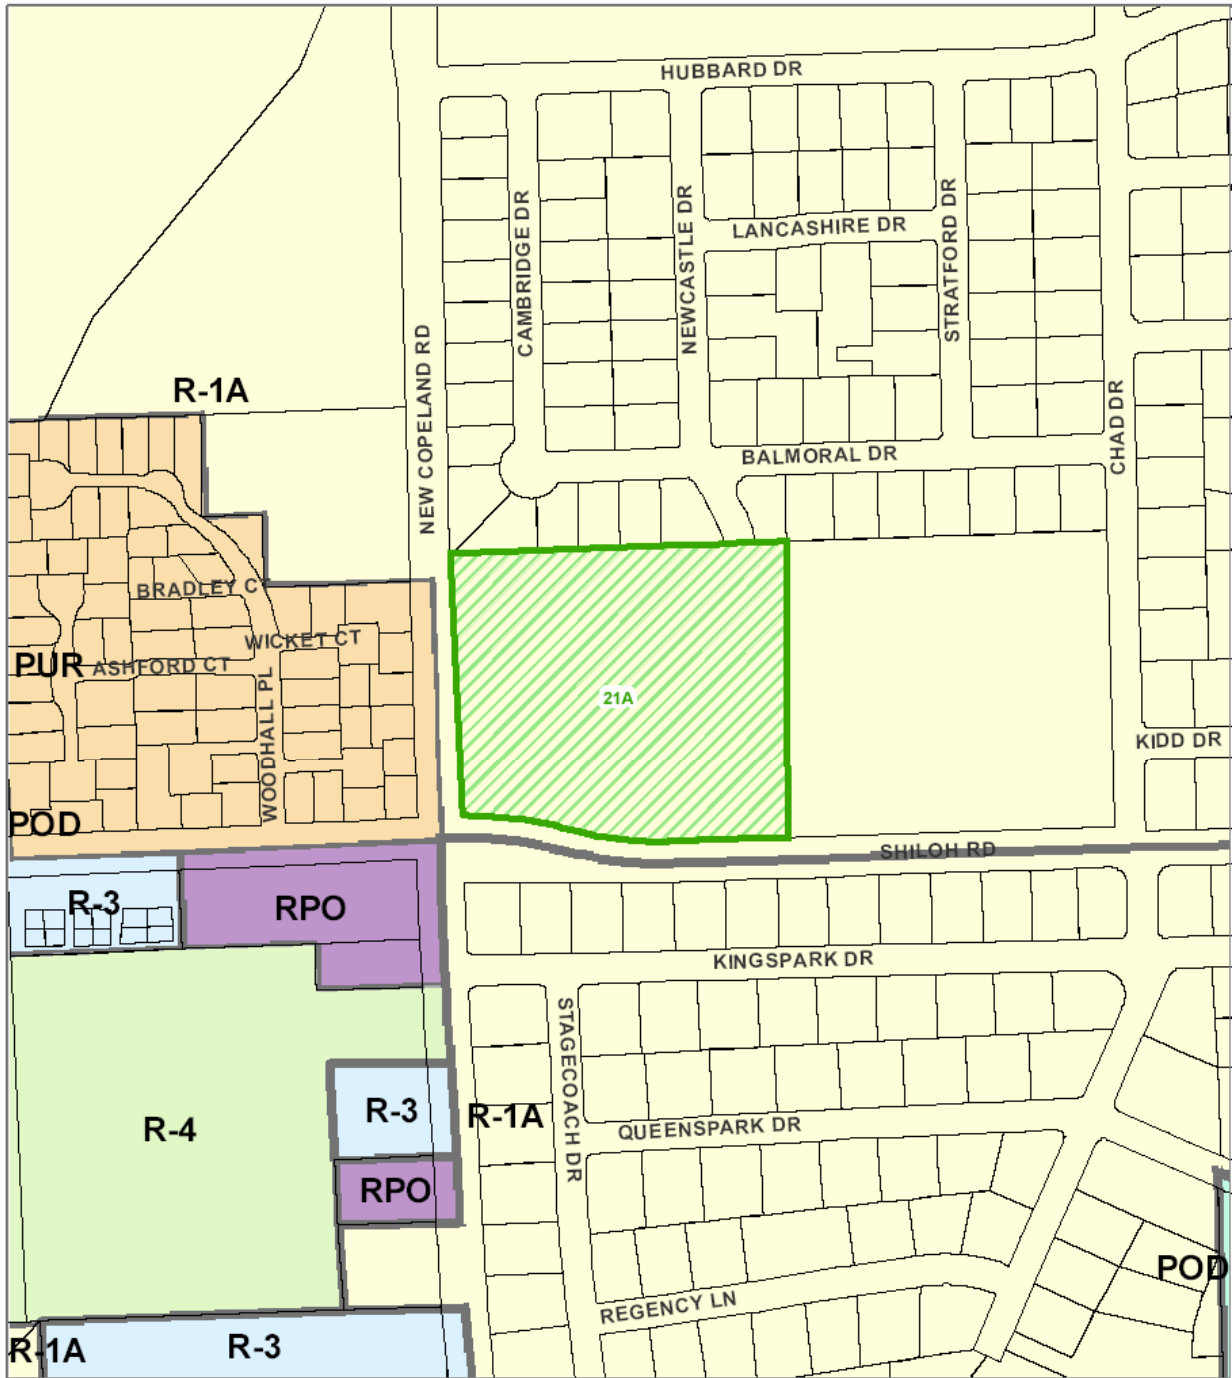 HUBBARD DR
CAMBRIDGE DR
NEWCASTLE DR
LANCASHIRE DR
STRATFORD DR
NEW COPELAND RD
CHAD DR
R-1A
BALMORAL DR
BRADLEY C
WICKET CT
PUR
ASHFORD CT
WOODHALL PL
21A
KIDD DR
POD
SHILOH RD
R-3
RPO
KINGSPARK DR
STAGECOACH DR
R-4
R-3
R-1A
QUEENSPARK DR
RPO
POD
REGENCY LN
R-1A
R-3